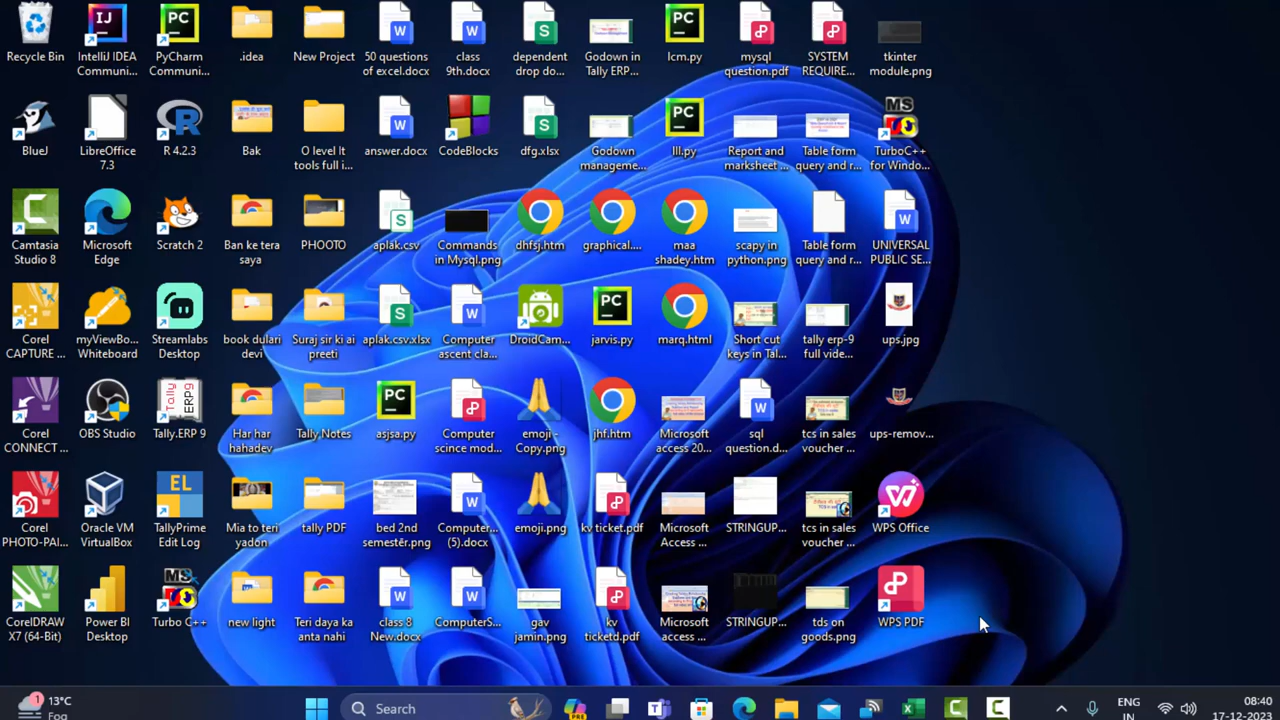 Recycle Bin
IntelliJ IDEA
Communi...
PyCharm
Communi...
.idea
New Project
50 questions
of excel.docx
class
9th.docx
dependent
drop do...
Godown in
Tally ERP...
lcm.py
mysql
question.pdf
SYSTEM
REQUIRE...
tkinter
module.png
BlueJ
LibreOffice
7.3
R 4.2.3
Bak
O level It
tools full i...
answer.docx
CodeBlocks
dfg.xlsx
Godown
manageme...
lll.py
Report and
marksheet ...
Table form
query and r...
TurboC++
for Windo...
Camtasia
Studio 8
Microsoft
Edge
Scratch 2
Ban ke tera
saya
PHOOTO
aplak.csv
Commands
in Mysql.png
dhfsj.htm
graphical....
maa
shadey.htm
scapy in
python.png
Table form
query and r...
UNIVERSAL
PUBLIC SE...
Corel
CAPTURE ...
myViewBo...
Whiteboard
Streamlabs
Desktop
book dulari
devi
Suraj sir ki ai
preeti
aplak.csv.xlsx
Computer
ascent cla...
DroidCam...
jarvis.py
marq.html
Short cut
keys in Tal...
tally erp-9
full vide...
ups.jpg
Corel
CONNECT ...
OBS Studio
Tally.ERP 9
Har har
hahadev
Tally Notes
asjsa.py
Computer
scince mod...
emoji -
Copy.png
jhf.htm
Microsoft
access 20...
sql
question.d...
tcs in sales
voucher ...
ups-remov...
Corel
PHOTO-PAI...
Oracle VM
VirtualBox
TallyPrime
Edit Log
Mia to teri
yadon
tally PDF
bed 2nd
semester.png
Computer...
(5).docx
emoji.png
kv ticket.pdf
Microsoft
Access ...
STRINGUP...
tcs in sales
voucher ...
WPS Office
CorelDRAW
X7 (64-Bit)
Power BI
Desktop
Turbo C++
new light
Teri daya ka
anta nahi
class 8
New.docx
ComputerS...
gav
jamin.png
kv
ticketd.pdf
Microsoft
access ...
STRINGUP...
tds on
goods.png
WPS PDF
1
13°C
Fog
Search
PRE
ENG
08:40
17-12-2023